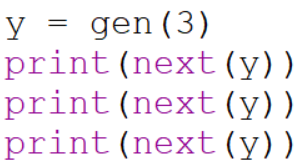 y = gen(3)
print(next(y))
print(next(y))
print(next(y))